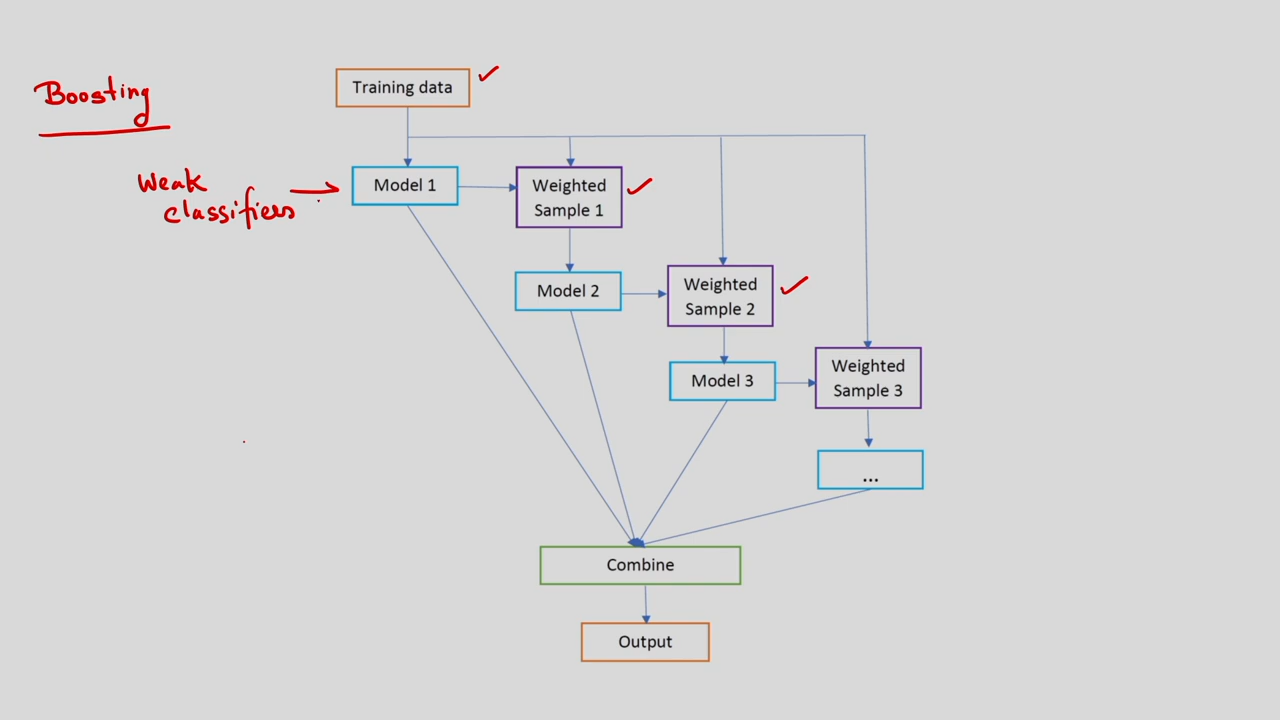 Boosting
Training data
Weak
classifiers
Model 1
Weighted
Sample 1
Model 2
Weighted
Sample 2
Model 3
Weighted
Sample 3
...
Combine
Output